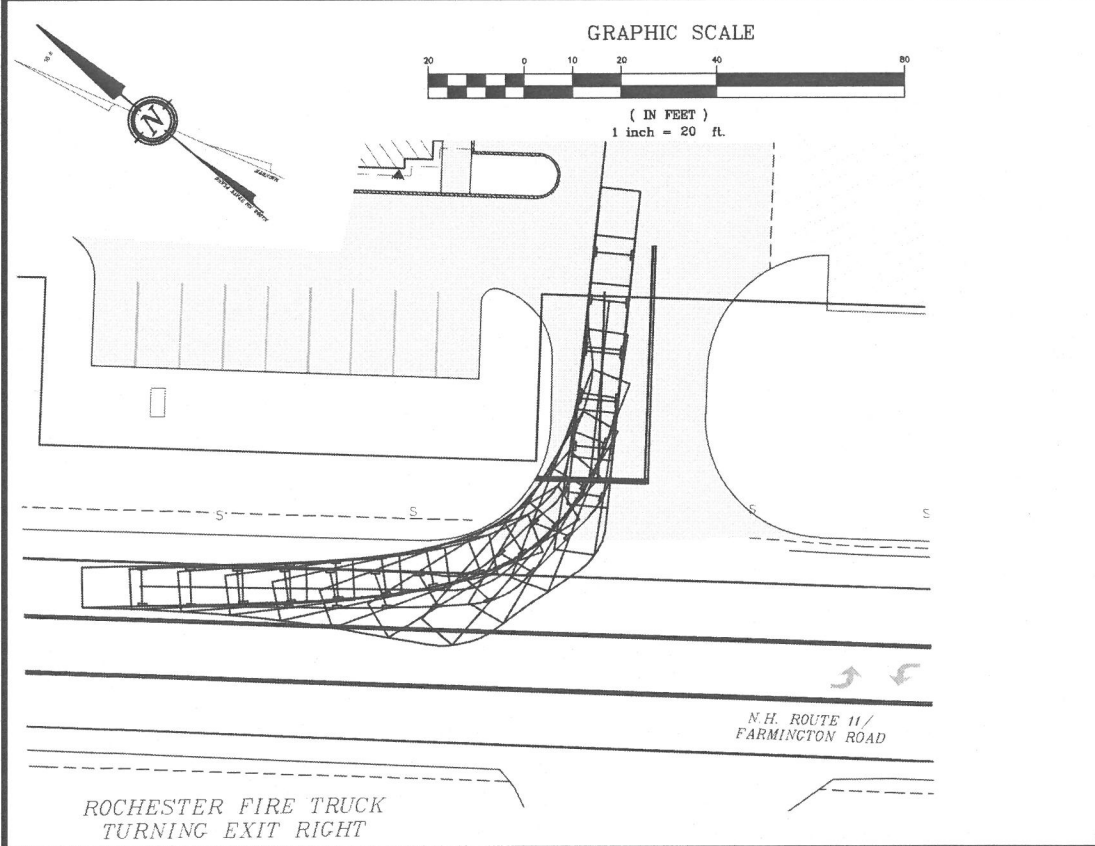 GRAPHIC SCALE
20 0 10 20 40 80
( IN FEET )
1 inch = 20 ft.
N
S
S
S
S
N.H. ROUTE 11/
FARMINGTON ROAD
ROCHESTER FIRE TRUCK
TURNING EXIT RIGHT